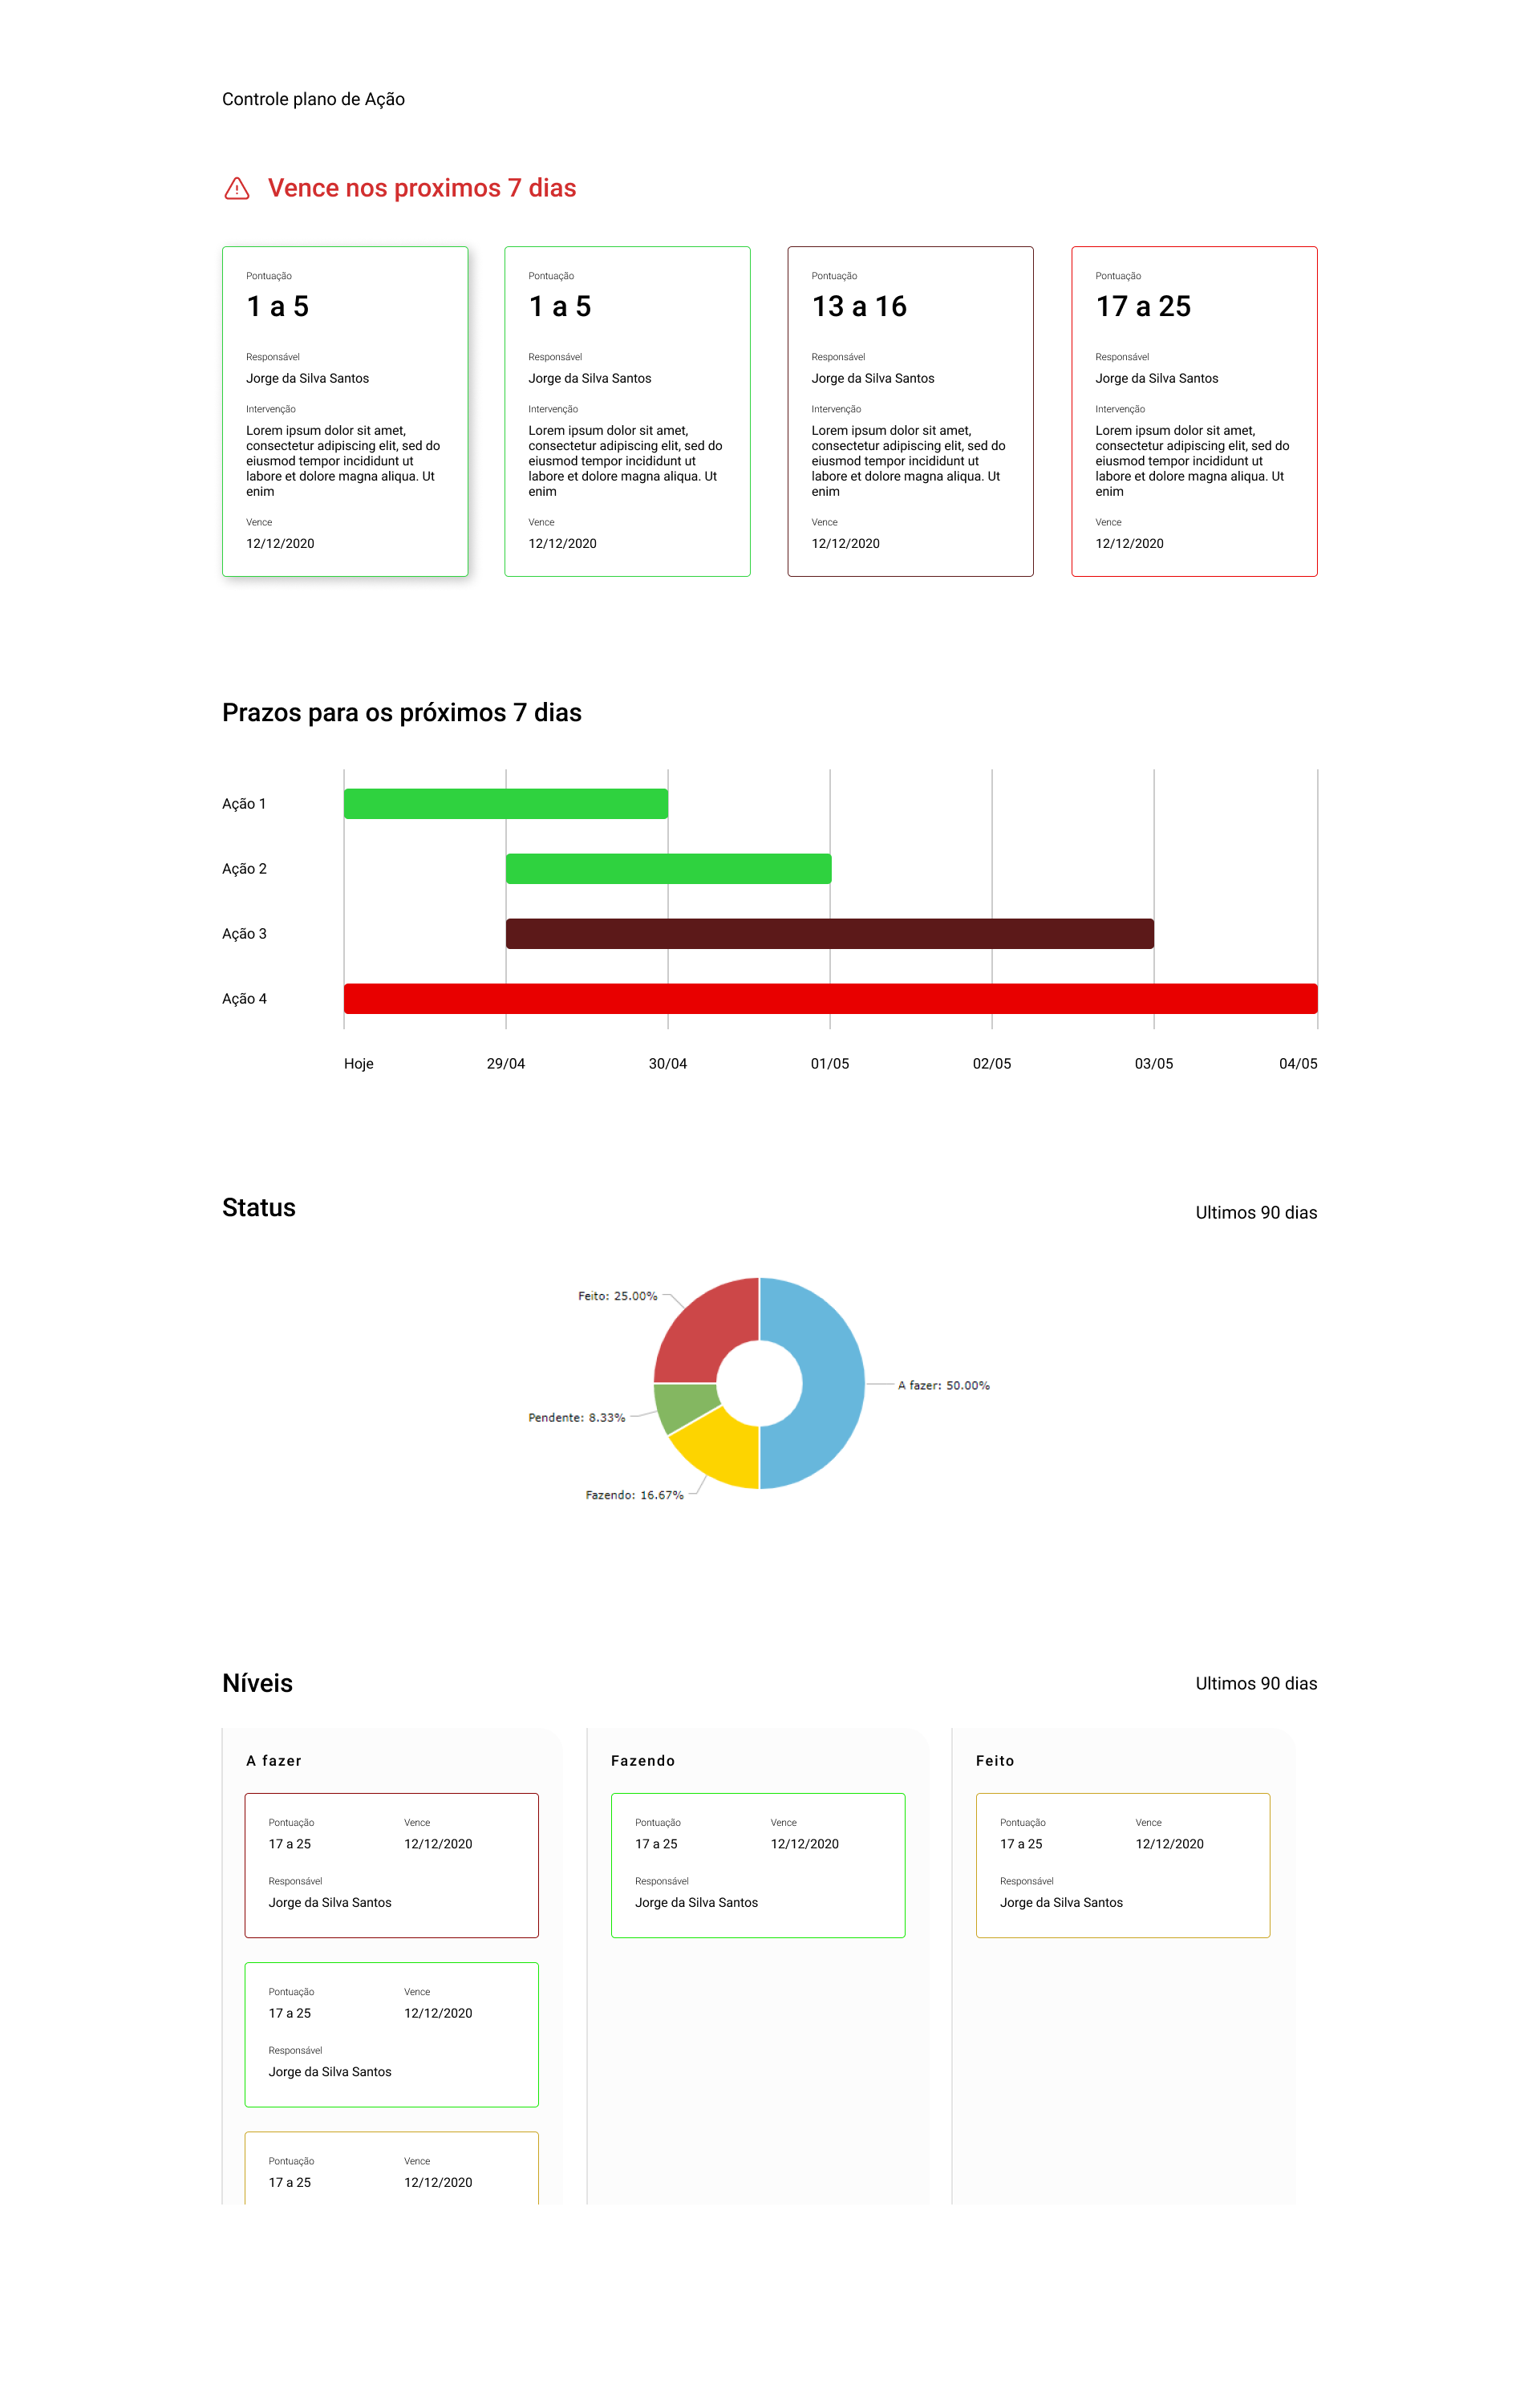 Controle plano de Ação
Vence nos proximos 7 dias
Pontuação
1 a 5
Responsável
Jorge da Silva Santos
Intervenção
Lorem ipsum dolor sit amet,
consectetur adipiscing elit, sed do
eiusmod tempor incididunt ut
labore et dolore magna aliqua. Ut
enim
Vence
12/12/2020
Pontuação
1 a 5
Responsável
Jorge da Silva Santos
Intervenção
Lorem ipsum dolor sit amet,
consectetur adipiscing elit, sed do
eiusmod tempor incididunt ut
labore et dolore magna aliqua. Ut
enim
Vence
12/12/2020
Pontuação
13 a 16
Responsável
Jorge da Silva Santos
Intervenção
Lorem ipsum dolor sit amet,
consectetur adipiscing elit, sed do
eiusmod tempor incididunt ut
labore et dolore magna aliqua. Ut
enim
Vence
12/12/2020
Pontuação
17 a 25
Responsável
Jorge da Silva Santos
Intervenção
Lorem ipsum dolor sit amet,
consectetur adipiscing elit, sed do
eiusmod tempor incididunt ut
labore et dolore magna aliqua. Ut
enim
Vence
12/12/2020
Prazos para os próximos 7 dias
Ação 1
Ação 2
Ação 3
Ação 4
Hoje 29/04 30/04 01/05 02/05 03/05 04/05
Status
Ultimos 90 dias
Feito: 25.00%
A fazer: 50.00%
Pendente: 8.33%
Fazendo: 16.67%
Níveis
Ultimos 90 dias
A fazer
Pontuação Vence
17 a 25 12/12/2020
Responsável
Jorge da Silva Santos
Pontuação Vence
17 a 25 12/12/2020
Responsável
Jorge da Silva Santos
Pontuação Vence
17 a 25 12/12/2020
Fazendo
Pontuação Vence
17 a 25 12/12/2020
Responsável
Jorge da Silva Santos
Feito
Pontuação Vence
17 a 25 12/12/2020
Responsável
Jorge da Silva Santos